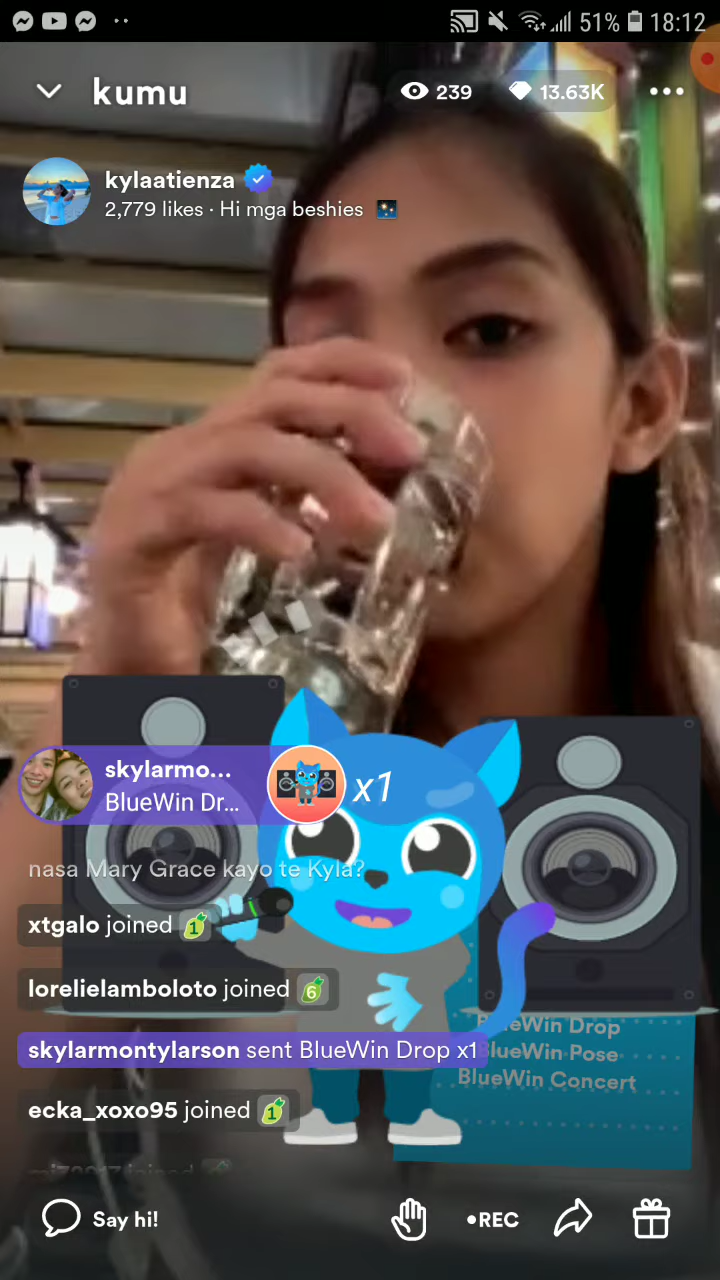 51% 18:12
kumu
239
13.63K
kylaatienza
2,779 likes · Hi mga beshies
skylarmo...
BlueWin Dr...
x1
nasa Mary Grace kayo te Kyla?
xtgalo joined 1
lorelielamboloto joined 6
skylarmontylarson sent BlueWin Drop x1
BlueWin Drop
BlueWin Pose
BlueWin Concert
ecka_xoxo95 joined 1
joined
Say hi!
•REC